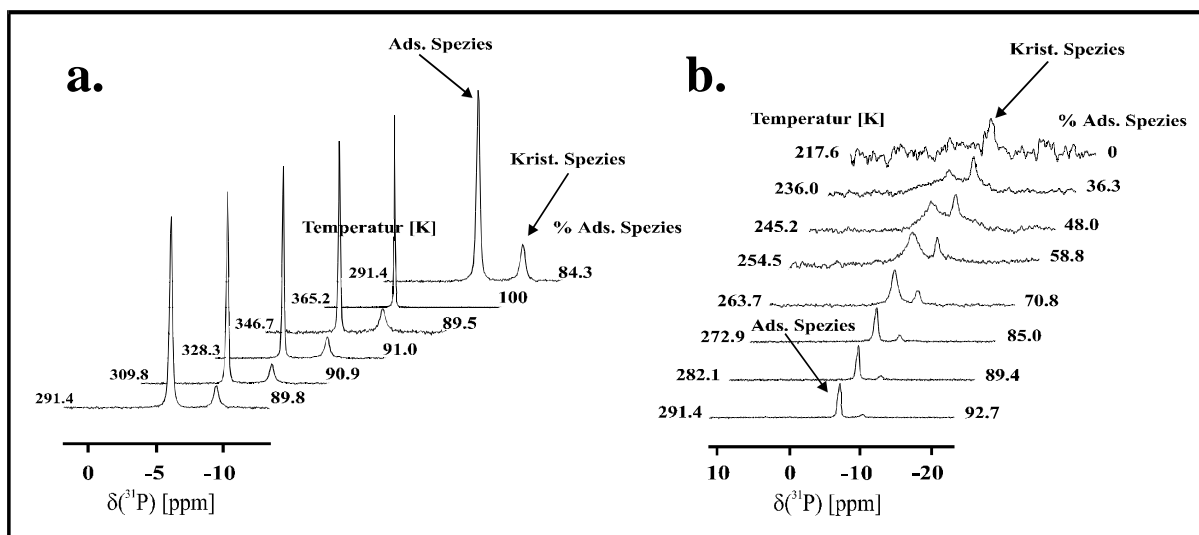 a.
Ads. Spezies
Krist. Spezies
Temperatur [K]
% Ads. Spezies
291.4
84.3
365.2
100
346.7
89.5
328.3
91.0
309.8
90.9
291.4
89.8
0 -5 -10
δ(³¹P) [ppm]
b.
Krist. Spezies
Temperatur [K]
% Ads. Spezies
217.6
0
236.0
36.3
245.2
48.0
254.5
58.8
263.7
70.8
Ads. Spezies
272.9
85.0
282.1
89.4
291.4
92.7
10 0 -10 -20
δ(³¹P) [ppm]